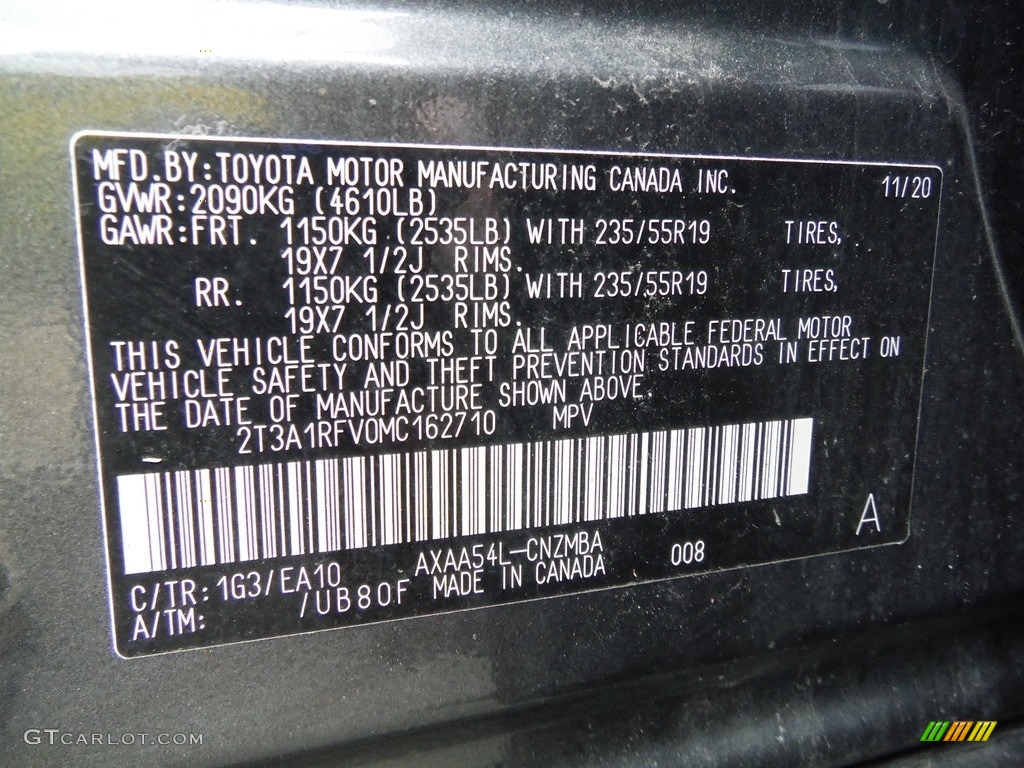 MFD.BY:TOYOTA MOTOR MANUFACTURING CANADA INC. 11/20
GVWR:2090KG (4610LB)
GAWR:FRT. 1150KG (2535LB) WITH 235/55R19 TIRES,
19X7 1/2J RIMS.
RR. 1150KG (2535LB) WITH 235/55R19 TIRES,
19X7 1/2J RIMS.
THIS VEHICLE CONFORMS TO ALL APPLICABLE FEDERAL MOTOR
VEHICLE SAFETY AND THEFT PREVENTION STANDARDS IN EFFECT ON
THE DATE OF MANUFACTURE SHOWN ABOVE.
2T3A1RFV0MC162710 MPV
A
C/TR:1G3/EA10 AXAA54L-CNZMBA 008
A/TM: /UB80F MADE IN CANADA
GTCARLOT.COM